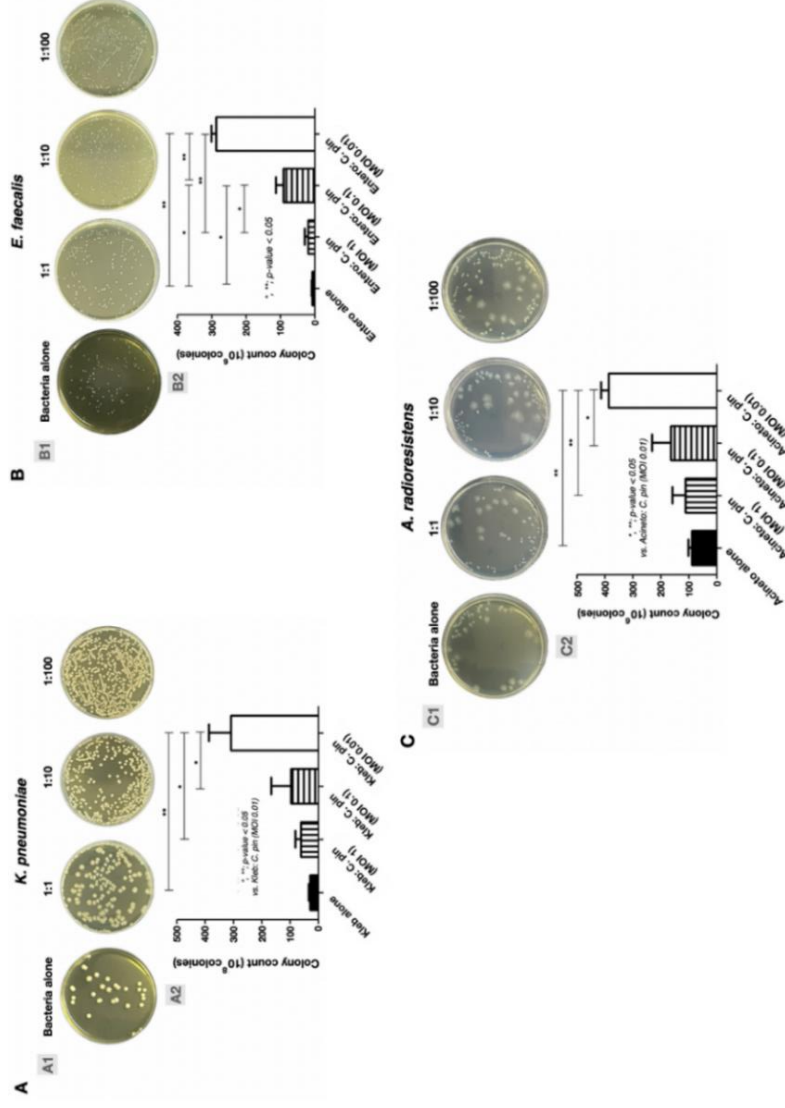 A
K. pneumoniae
A1
Bacteria alone
1:1
1:10
1:100
A2
Colony count (10⁶ colonies)
500
400
300
200
100
0
*, **: p-value < 0.05
vs. Kleb: C. pin (MOI 0.01)
**
*
*
Kleb alone
Kleb: C. pin
(MOI 1)
Kleb: C. pin
(MOI 0.1)
Kleb: C. pin
(MOI 0.01)
B
E. faecalis
B1
Bacteria alone
1:1
1:10
1:100
B2
Colony count (10⁶ colonies)
400
300
200
100
0
*, **: p-value < 0.05
**
*
**
**
*
*
Entero alone
Entero: C. pin
(MOI 1)
Entero: C. pin
(MOI 0.1)
Entero: C. pin
(MOI 0.01)
C
A. radioresistens
C1
Bacteria alone
1:1
1:10
1:100
C2
Colony count (10⁶ colonies)
500
400
300
200
100
0
*, **: p-value < 0.05
vs. Acineto: C. pin (MOI 0.01)
**
**
*
Acineto alone
Acineto: C. pin
(MOI 1)
Acineto: C. pin
(MOI 0.1)
Acineto: C. pin
(MOI 0.01)